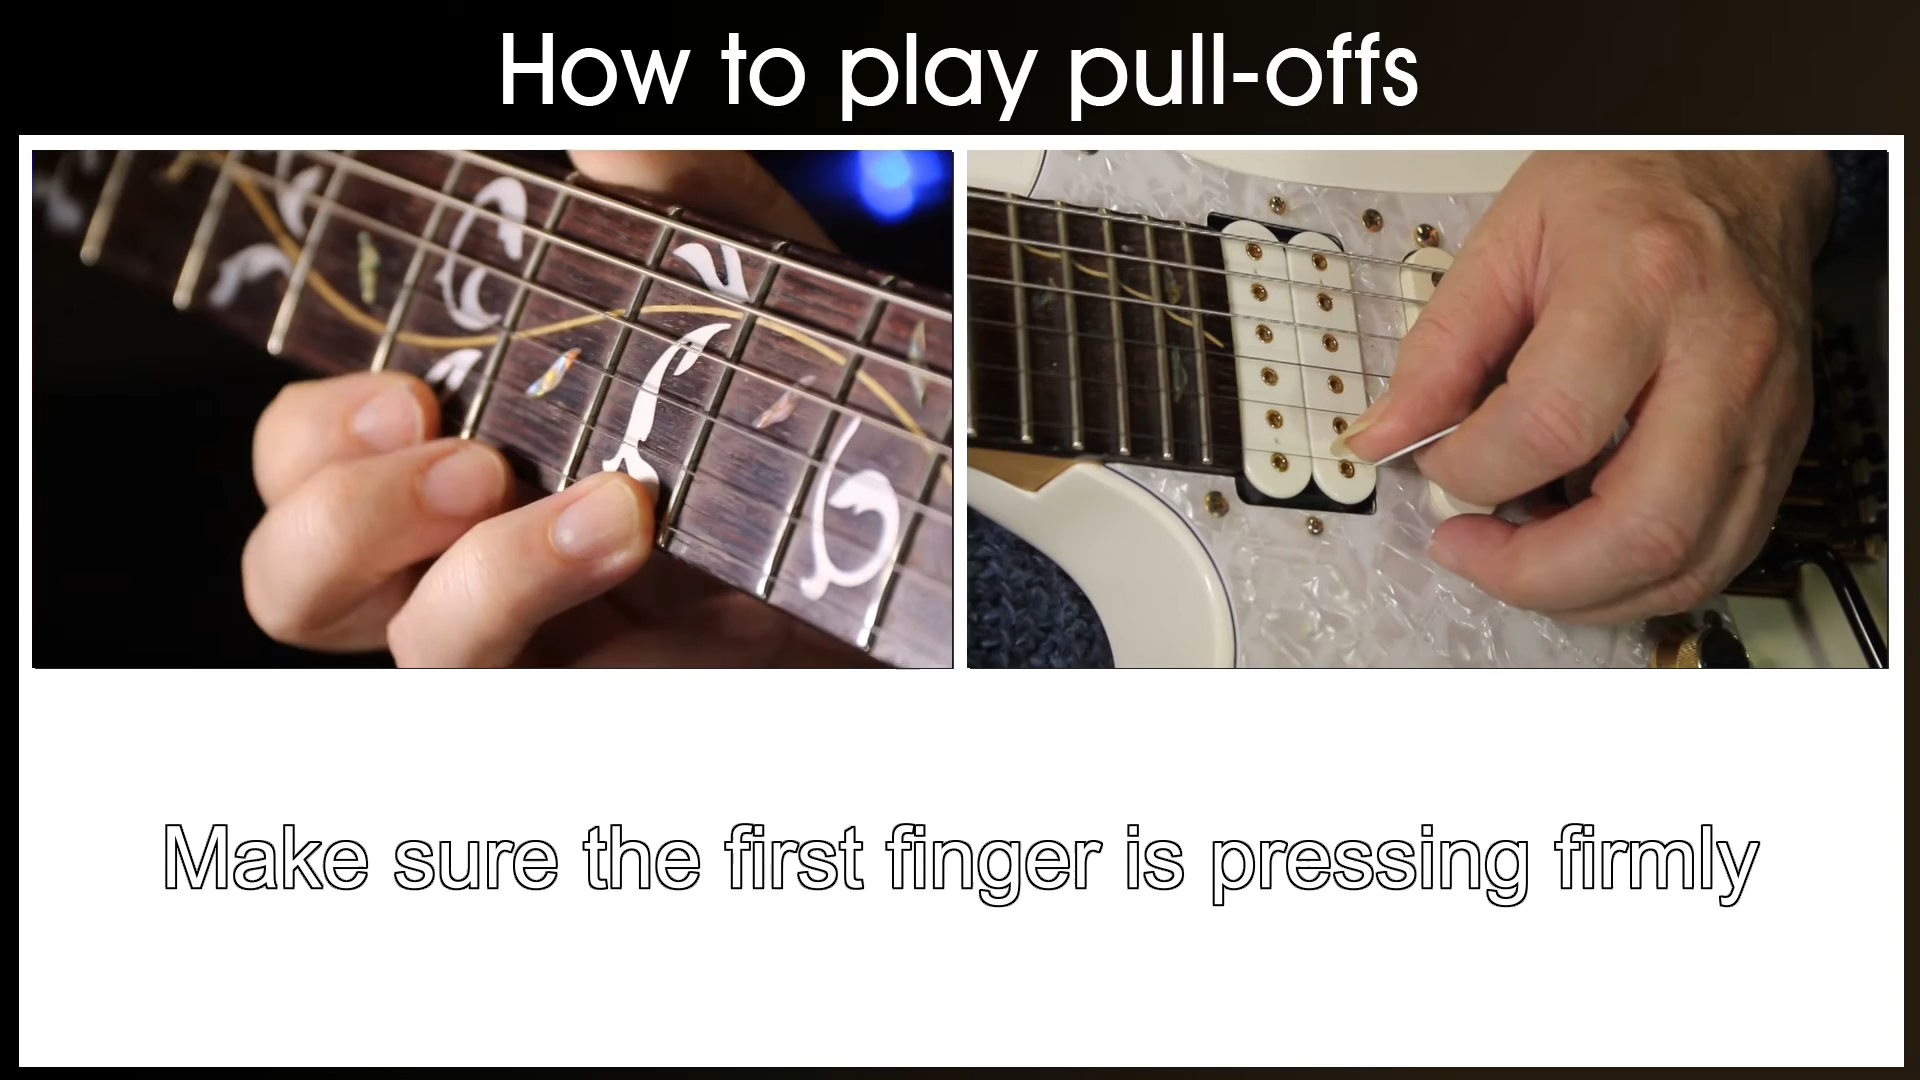 How to play pull-offs
Make sure the first finger is pressing firmly